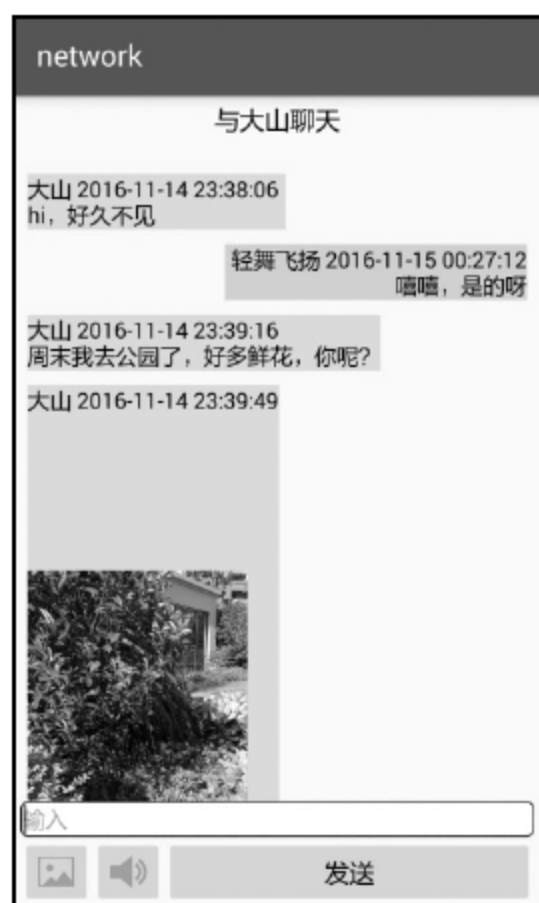 network
与大山聊天
大山 2016-11-14 23:38:06
hi，好久不见
轻舞飞扬 2016-11-15 00:27:12
嘻嘻，是的呀
大山 2016-11-14 23:39:16
周末我去公园了，好多鲜花，你呢?
大山 2016-11-14 23:39:49
输入
发送